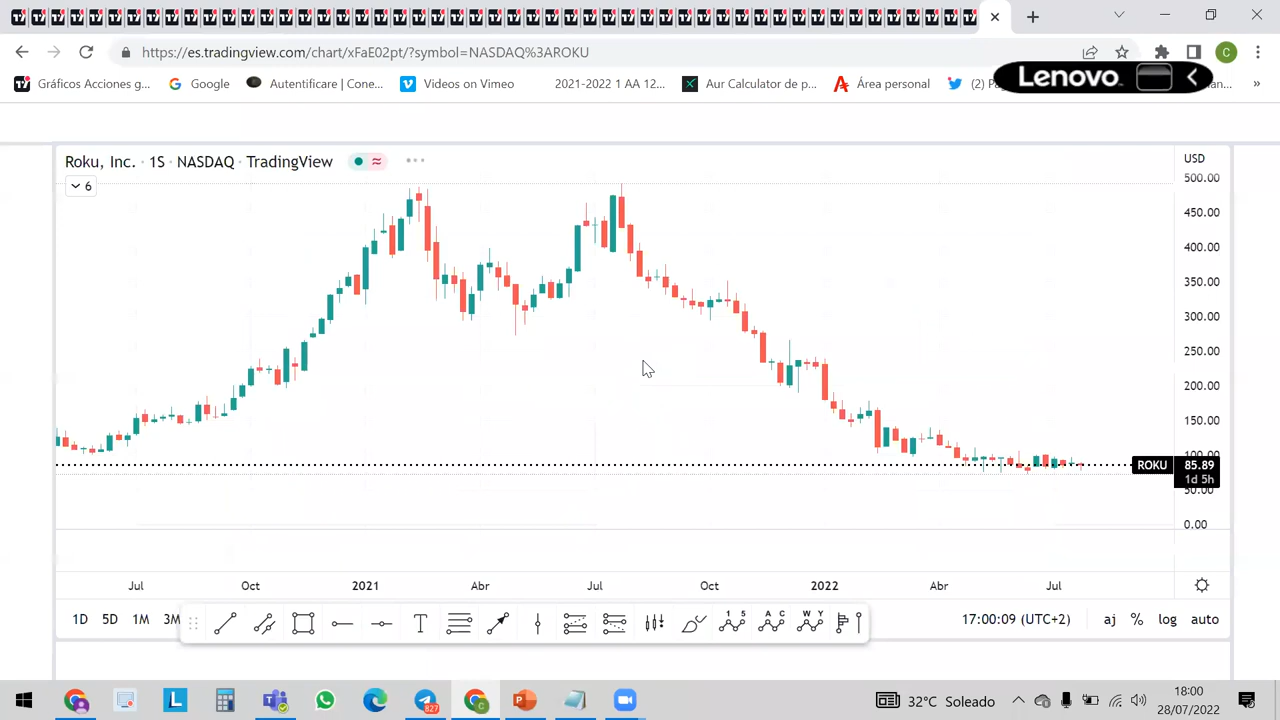 https://es.tradingview.com/chart/xFaE02pt/?symbol=NASDAQ%3AROKU
C
Gráficos Acciones g...
Google
Autentificare | Conte...
Videos on Vimeo
2021-2022 1 AA 12...
Aur Calculator de p...
Área personal
Lenovo
»
Roku, Inc. · 1S · NASDAQ · TradingView
USD
6
500.00
450.00
400.00
350.00
300.00
250.00
200.00
150.00
100.00
ROKU 85.89
1d 5h
50.00
0.00
Jul Oct 2021 Abr Jul Oct 2022 Abr Jul
1D 5D 1M 3M
T
1 5
A C
W Y
17:00:09 (UTC+2) aj % log auto
827
32°C Soleado
18:00
28/07/2022